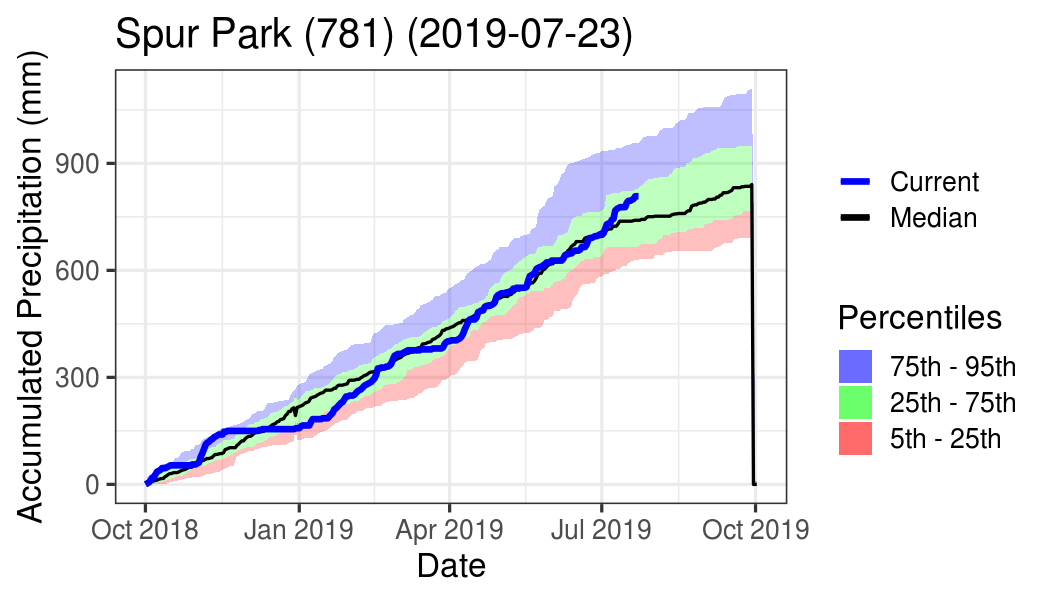 Spur Park (781) (2019-07-23)
Accumulated Precipitation (mm)
900
600
300
0
Oct 2018
Jan 2019
Apr 2019
Jul 2019
Oct 2019
Date
Current
Median
Percentiles
75th - 95th
25th - 75th
5th - 25th